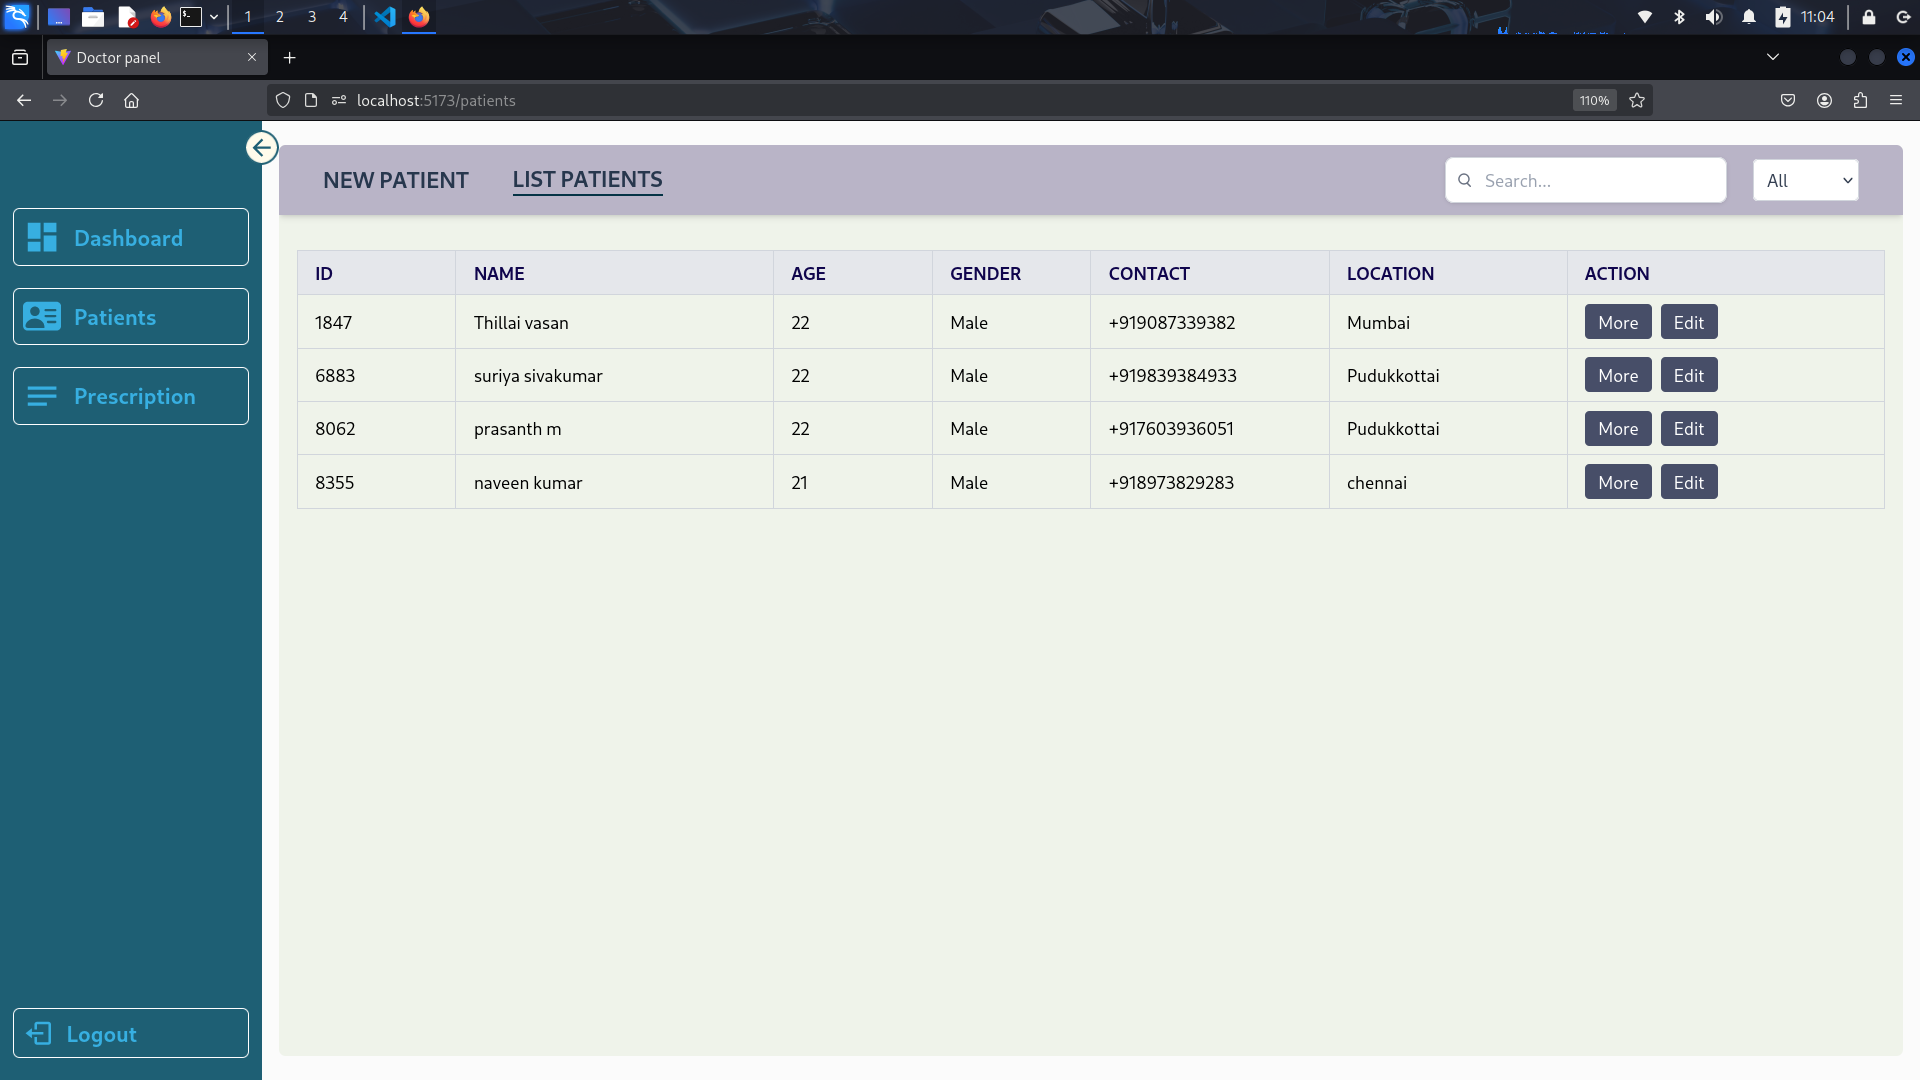 1 2 3 4 11:04
Doctor panel
localhost:5173/patients 110%
NEW PATIENT LIST PATIENTS Search... All
Dashboard
Patients
Prescription
Logout
ID NAME AGE GENDER CONTACT LOCATION ACTION
1847 Thillai vasan 22 Male +919087339382 Mumbai More Edit
6883 suriya sivakumar 22 Male +919839384933 Pudukkottai More Edit
8062 prasanth m 22 Male +917603936051 Pudukkottai More Edit
8355 naveen kumar 21 Male +918973829283 chennai More Edit